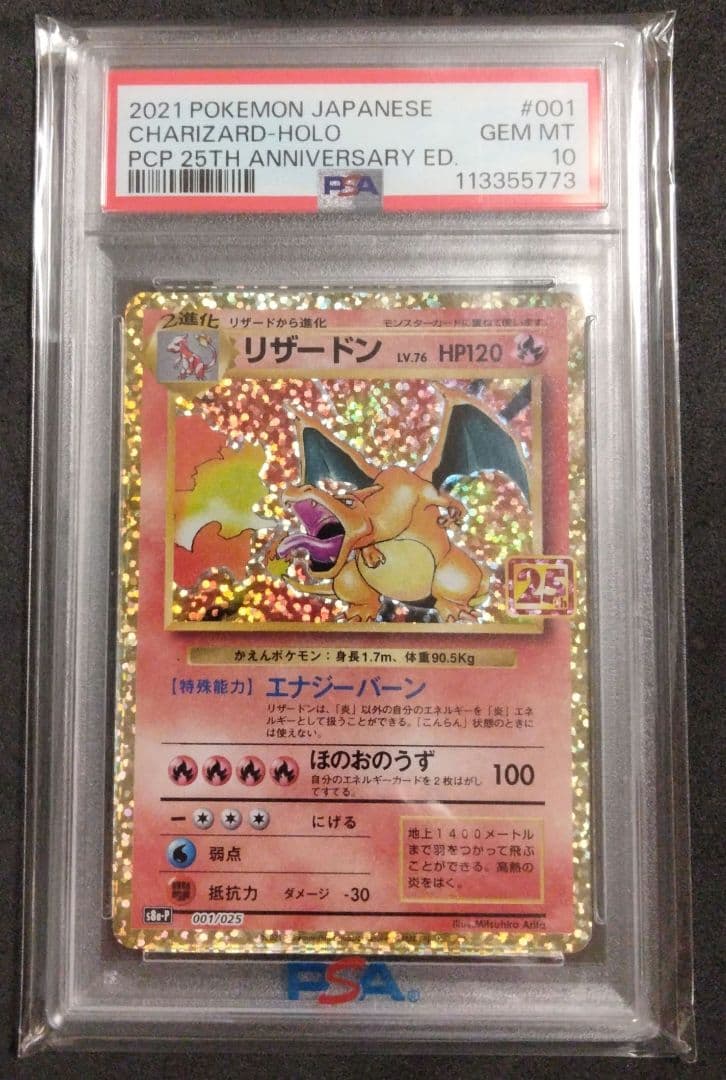 2021 POKEMON JAPANESE #001
CHARIZARD-HOLO GEM MT
PCP 25TH ANNIVERSARY ED. 10
PSA 113355773
2進化 リザードから進化 モンスターカードに重ねて使います
リザードン LV.76 HP120
25th
かえんポケモン：身長1.7m、体重90.5Kg
【特殊能力】エナジーバーン
リザードンは、「炎」以外の自分のエネルギーを「炎」エネ
ルギーとして扱うことができる。「こんらん」状態のときに
は使えない。
ほのおのうず 100
自分のエネルギーカードを２枚はがし
てすてる。
にげる
弱点
抵抗力 ダメージ -30
地上１４００メートル
まで羽をつかって飛ぶ
ことができる。高熱の
炎をはく。
s8a-P 001/025
Illus. Mitsuhiro Arita
PSA®